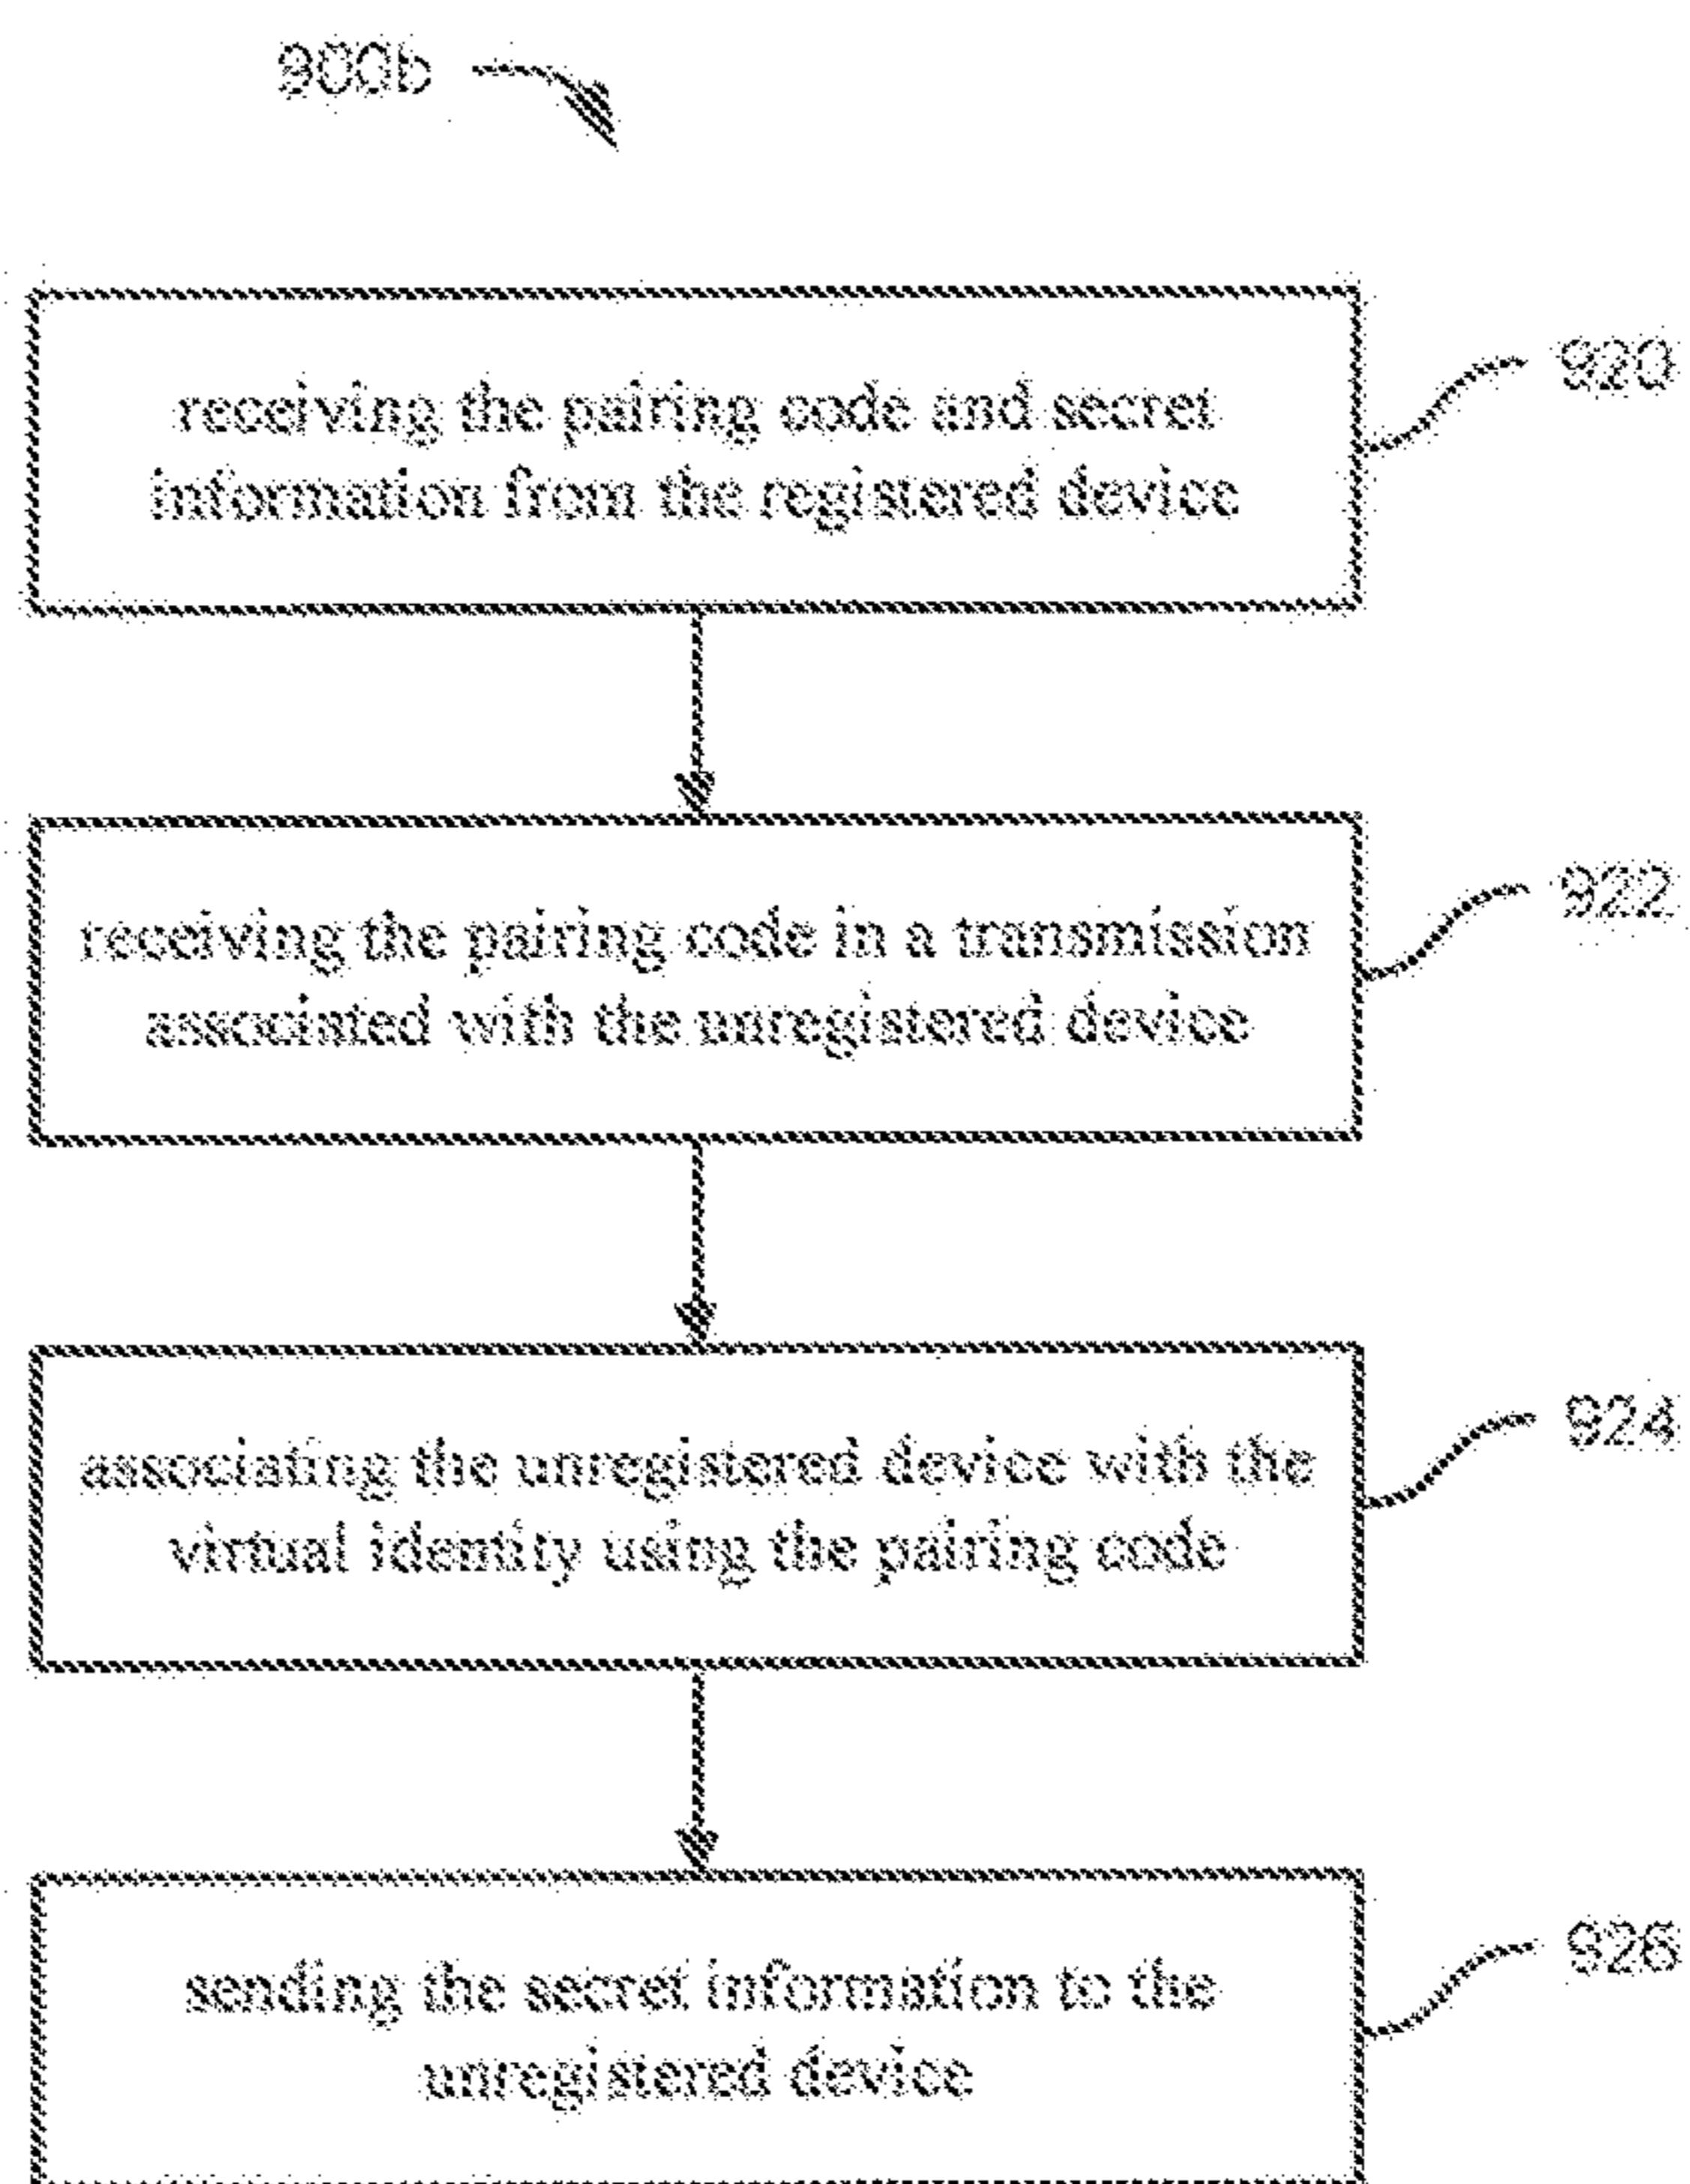 900b
receiving the pairing code and secret
information from the registered device
920
receiving the pairing code in a transmission
associated with the unregistered device
922
associating the unregistered device with the
virtual identity using the pairing code
924
sending the secret information to the
unregistered device
926